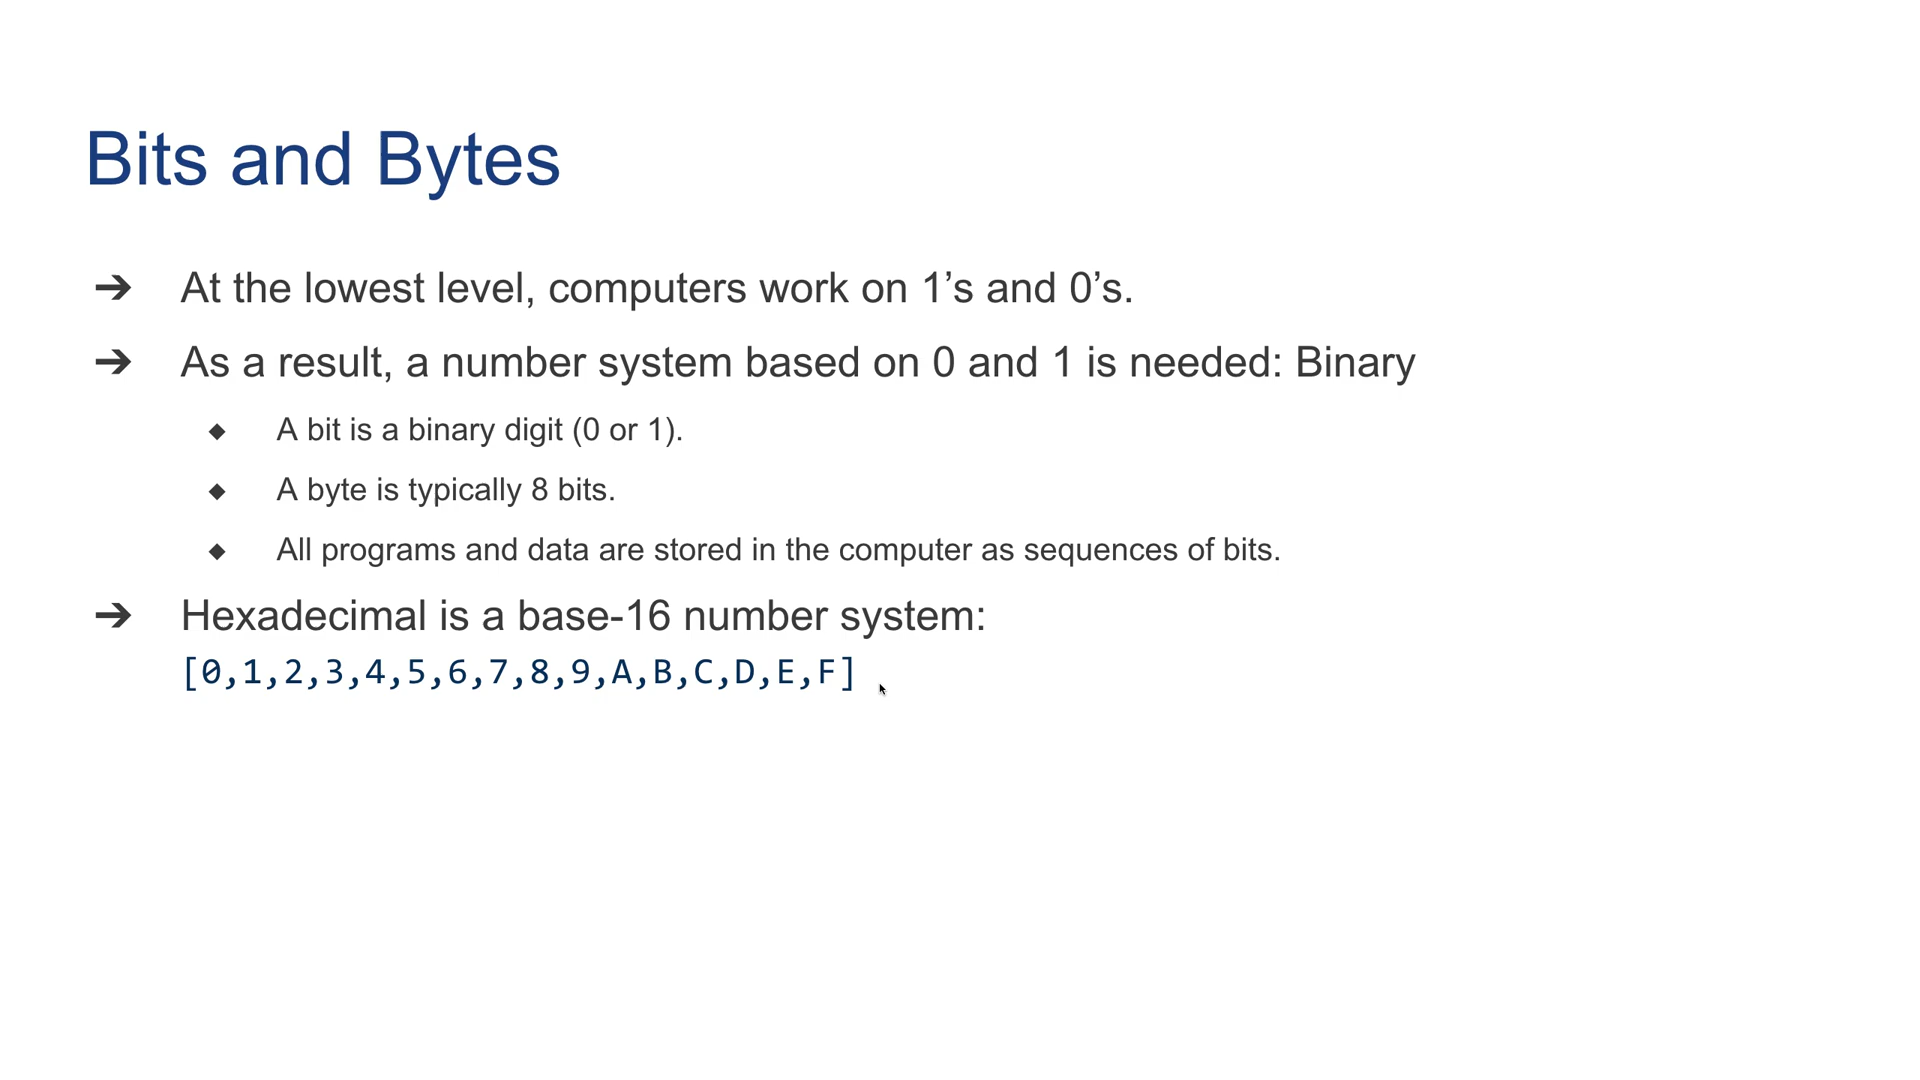 Bits and Bytes
➔ At the lowest level, computers work on 1’s and 0’s.
➔ As a result, a number system based on 0 and 1 is needed: Binary
◆ A bit is a binary digit (0 or 1).
◆ A byte is typically 8 bits.
◆ All programs and data are stored in the computer as sequences of bits.
➔ Hexadecimal is a base-16 number system:
[0,1,2,3,4,5,6,7,8,9,A,B,C,D,E,F]